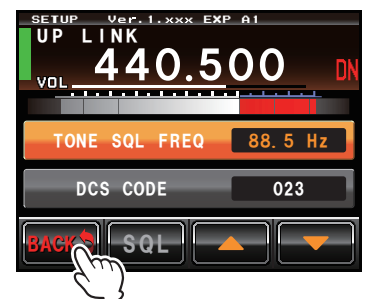 SETUP Ver.1.xxx EXP A1
UP LINK
VOL 440.500 DN
TONE SQL FREQ 88.5 Hz
DCS CODE 023
BACK SQL